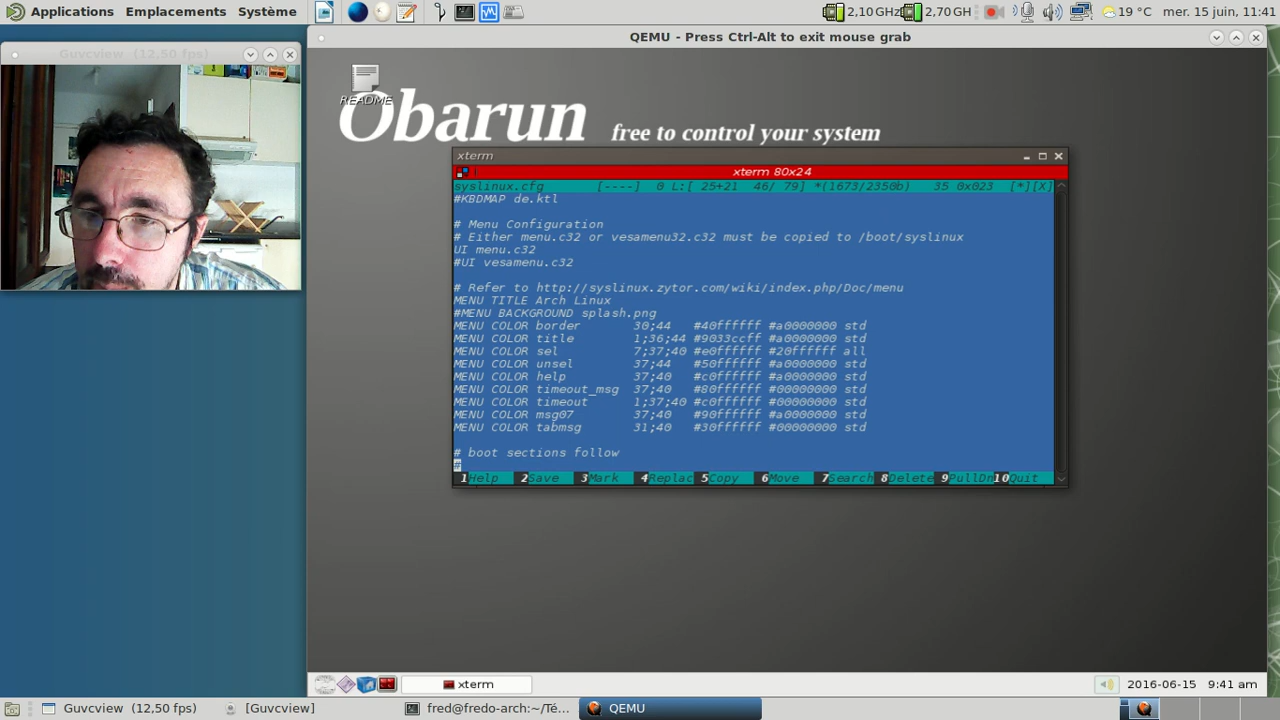 Applications Emplacements Système 2,10 GHz 2,70 GH 19 °C mer. 15 juin, 11:41
Guvcview (12,50 fps)
QEMU - Press Ctrl-Alt to exit mouse grab
README
Obarun free to control your system
xterm
xterm 80x24
syslinux.cfg [----] 0 L:[ 25+21 46/ 79] *(1673/2350b) 35 0x023 [*][X]
#KBDMAP de.ktl
# Menu Configuration
# Either menu.c32 or vesamenu32.c32 must be copied to /boot/syslinux
UI menu.c32
#UI vesamenu.c32
# Refer to http://syslinux.zytor.com/wiki/index.php/Doc/menu
MENU TITLE Arch Linux
#MENU BACKGROUND splash.png
MENU COLOR border 30;44 #40ffffff #a0000000 std
MENU COLOR title 1;36;44 #9033ccff #a0000000 std
MENU COLOR sel 7;37;40 #e0ffffff #20ffffff all
MENU COLOR unsel 37;44 #50ffffff #a0000000 std
MENU COLOR help 37;40 #c0ffffff #a0000000 std
MENU COLOR timeout_msg 37;40 #80ffffff #00000000 std
MENU COLOR timeout 1;37;40 #c0ffffff #00000000 std
MENU COLOR msg07 37;40 #90ffffff #a0000000 std
MENU COLOR tabmsg 31;40 #30ffffff #00000000 std
# boot sections follow
#
1Help 2Save 3Mark 4Replac 5Copy 6Move 7Search 8Delete 9PullDn 10Quit
xterm 2016-06-15 9:41 am
Guvcview (12,50 fps) [Guvcview] fred@fredo-arch:~/Té... QEMU